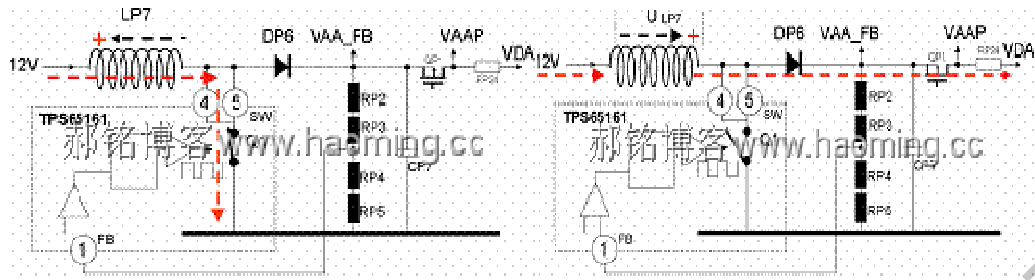 LP7
DP6
VAA_FB
VAAP
VDA
12V
4
5
SW
TPS65161
RP2
RP3
RP4
RP5
CP7
1
FB
U LP7
DP6
VAA_FB
VAAP
VDA
12V
4
5
SW
TPS65161
Q1
RP2
RP3
RP4
RP5
1
FB
郝铭博客 www.haoming.cc
郝铭博客 www.haoming.cc